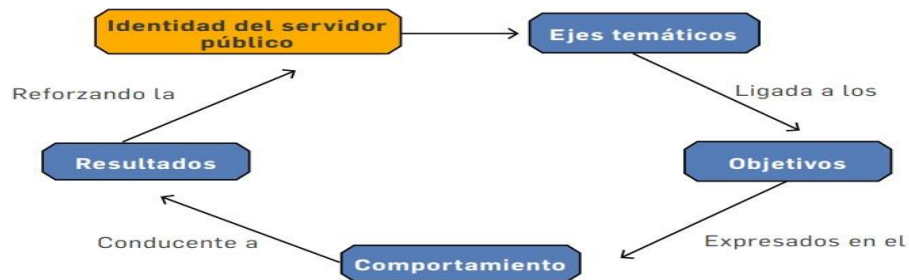 Identidad del servidor
público
Ejes temáticos
Reforzando la
Ligada a los
Resultados
Objetivos
Conducente a
Expresados en el
Comportamiento